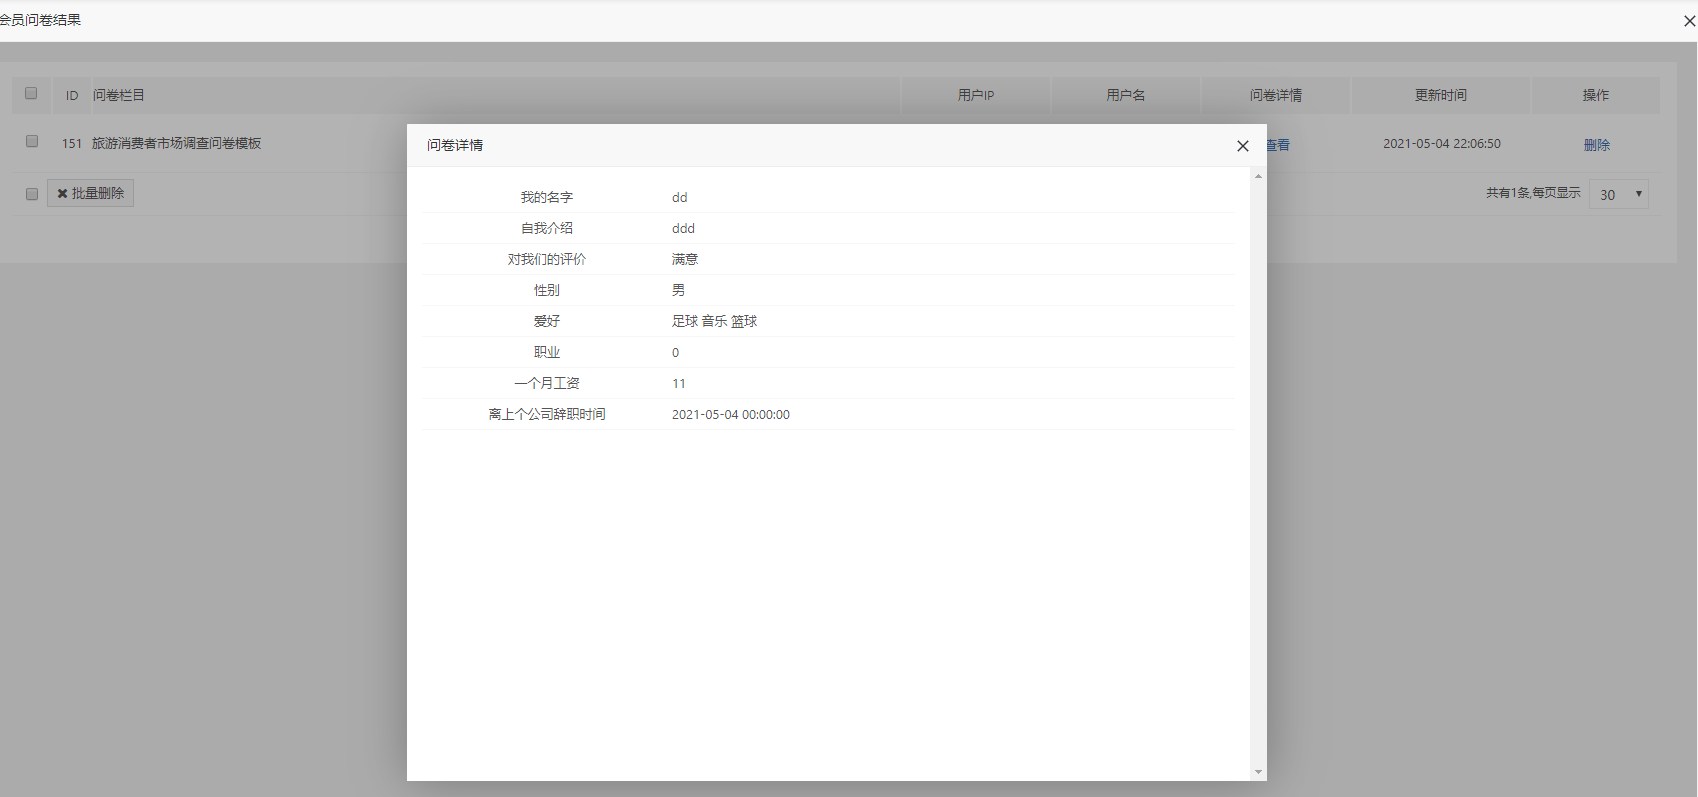 会员问卷结果
ID 问卷栏目 用户IP 用户名 问卷详情 更新时间 操作
151 旅游消费者市场调查问卷模板 查看 2021-05-04 22:06:50 删除
批量删除 共有1条,每页显示 30
问卷详情
我的名字 dd
自我介绍 ddd
对我们的评价 满意
性别 男
爱好 足球 音乐 篮球
职业 0
一个月工资 11
离上个公司辞职时间 2021-05-04 00:00:00